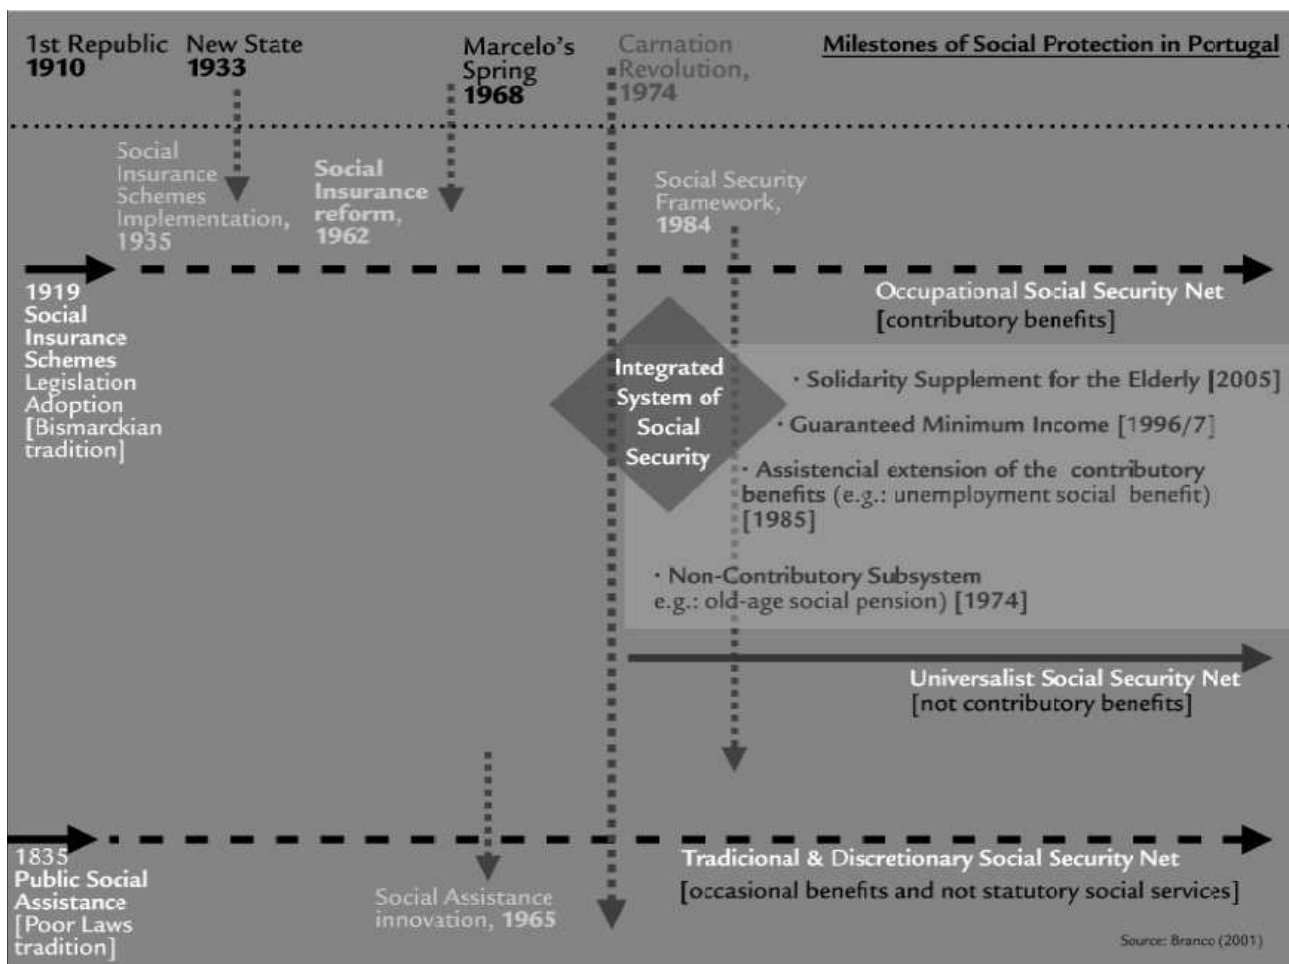 1st Republic
1910
New State
1933
Marcelo's
Spring
1968
Carnation
Revolution,
1974
Milestones of Social Protection in Portugal
Social
Insurance
Schemes
Implementation,
1935
Social
Insurance
reform,
1962
Social Security
Framework,
1984
1919
Social
Insurance
Schemes
Legislation
Adoption
[Bismarckian
tradition]
Occupational Social Security Net
[contributory benefits]
Integrated
System of
Social
Security
· Solidarity Supplement for the Elderly [2005]
· Guaranteed Minimum Income [1996/7]
· Assistencial extension of the contributory
benefits (e.g.: unemployment social benefit)
[1985]
· Non-Contributory Subsystem
e.g.: old-age social pension) [1974]
Universalist Social Security Net
[not contributory benefits]
1835
Public Social
Assistance
[Poor Laws
tradition]
Social Assistance
innovation, 1965
Tradicional & Discretionary Social Security Net
[occasional benefits and not statutory social services]
Source: Branco (2001)